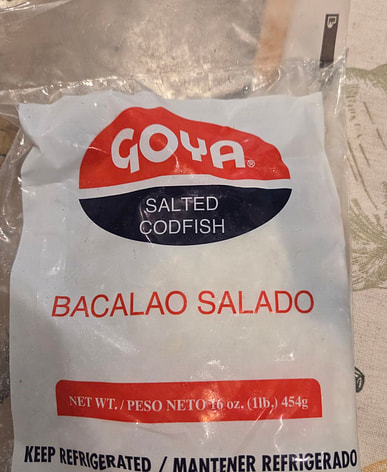 GOYA®
SALTED
CODFISH
BACALAO SALADO
NET WT. / PESO NETO 16 oz. (1lb.) 454g
KEEP REFRIGERATED / MANTENER REFRIGERADO